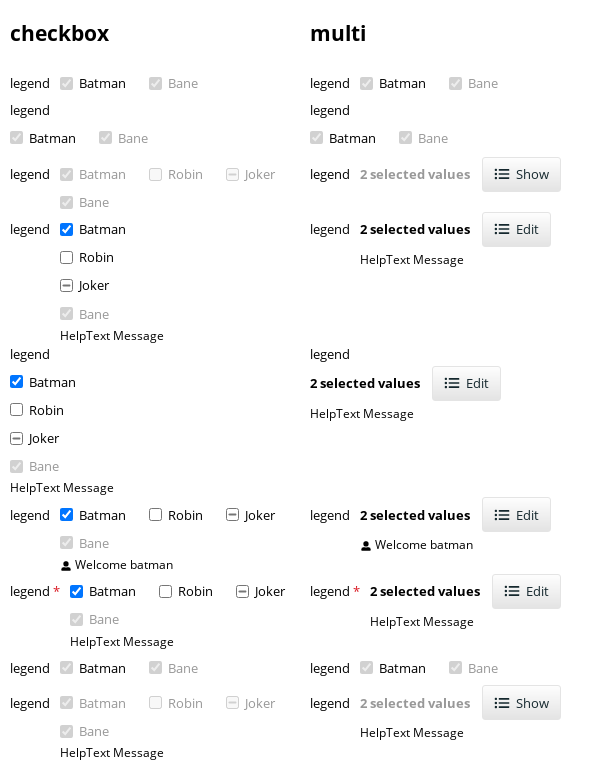 checkbox multi
legend Batman Bane legend Batman Bane
legend legend
Batman Bane Batman Bane
legend Batman Robin Joker legend 2 selected values Show
Bane
legend Batman legend 2 selected values Edit
Robin HelpText Message
Joker
Bane
HelpText Message
legend legend
Batman 2 selected values Edit
Robin HelpText Message
Joker
Bane
HelpText Message
legend Batman Robin Joker legend 2 selected values Edit
Bane Welcome batman
Welcome batman
legend * Batman Robin Joker legend * 2 selected values Edit
Bane HelpText Message
HelpText Message
legend Batman Bane legend Batman Bane
legend Batman Robin Joker legend 2 selected values Show
Bane HelpText Message
HelpText Message